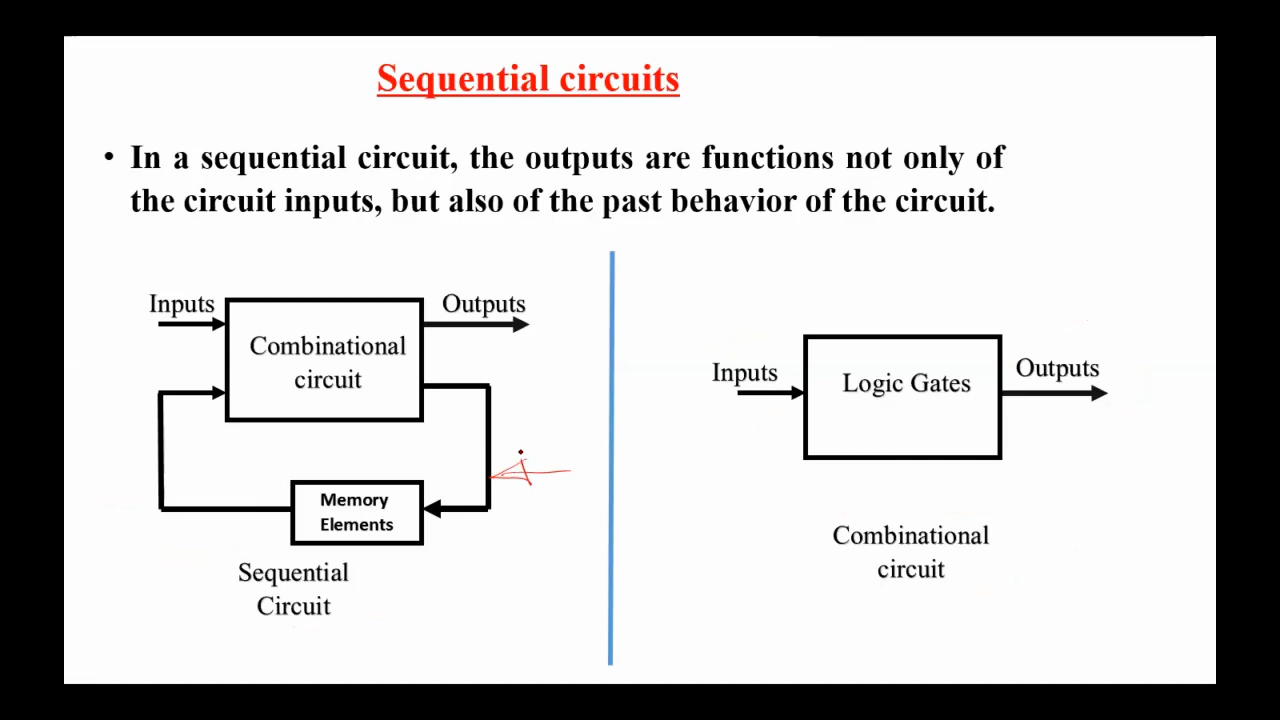 Sequential circuits
• In a sequential circuit, the outputs are functions not only of
the circuit inputs, but also of the past behavior of the circuit.
Inputs
Outputs
Combinational
circuit
Memory
Elements
Sequential
Circuit
Inputs
Logic Gates
Outputs
Combinational
circuit